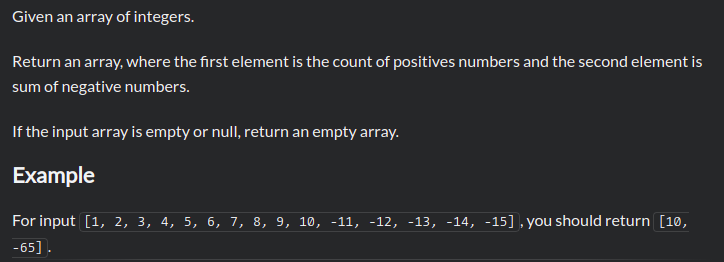 Given an array of integers.
Return an array, where the first element is the count of positives numbers and the second element is
sum of negative numbers.
If the input array is empty or null, return an empty array.
Example
For input [1, 2, 3, 4, 5, 6, 7, 8, 9, 10, -11, -12, -13, -14, -15], you should return [10,
-65].